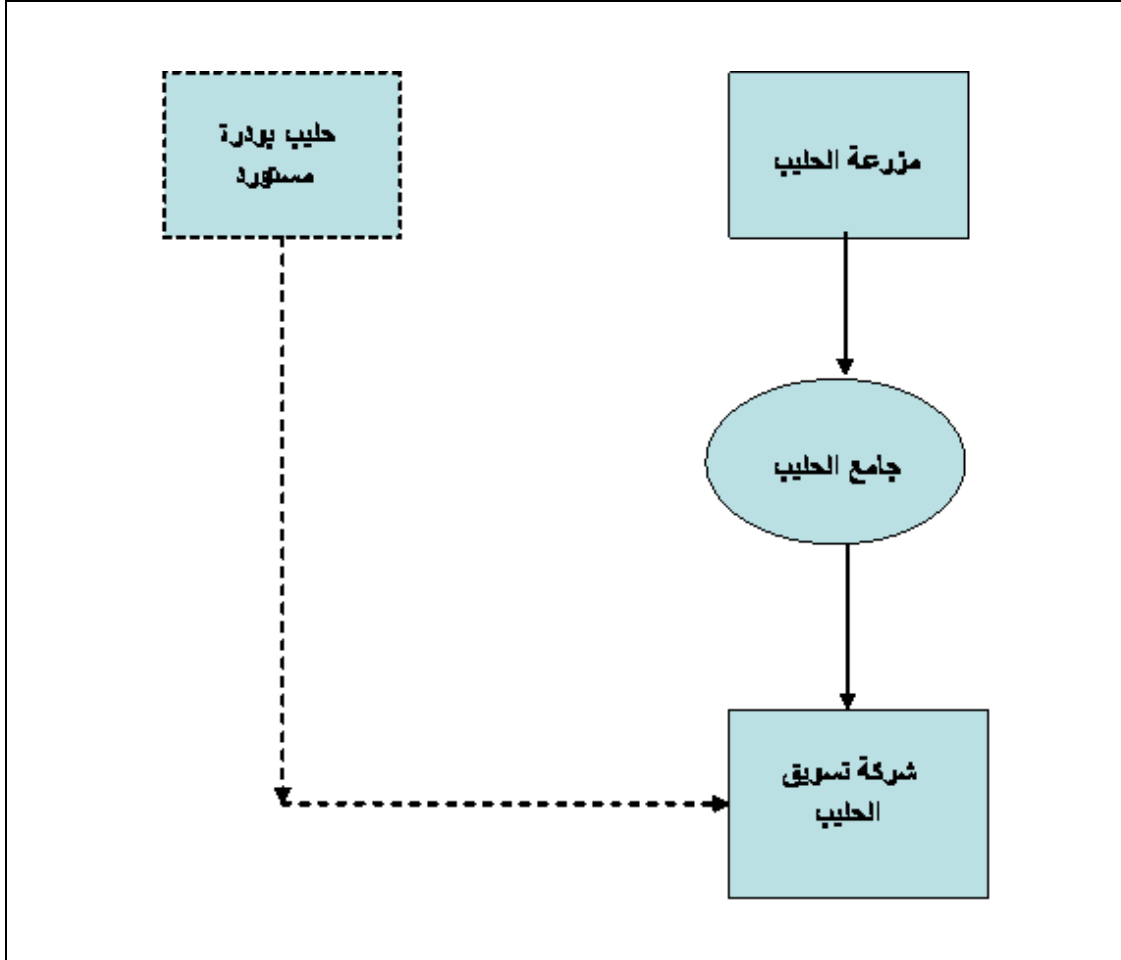 مزرعة الحليب
حليب بودرة
مستورد
جامع الحليب
شركة تسويق
الحليب